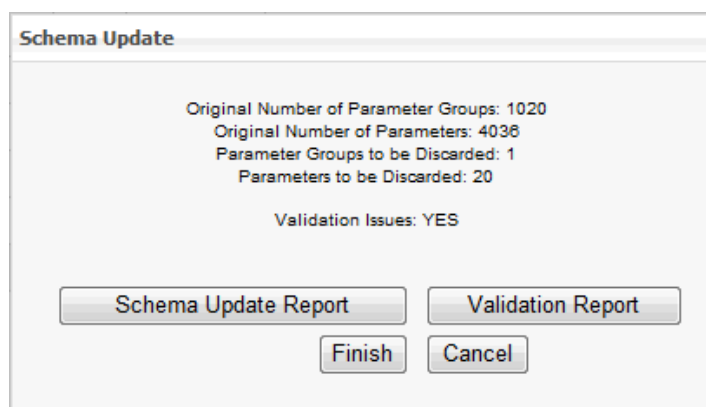 Schema Update
Original Number of Parameter Groups: 1020
Original Number of Parameters: 4036
Parameter Groups to be Discarded: 1
Parameters to be Discarded: 20
Validation Issues: YES
Schema Update Report
Validation Report
Finish
Cancel